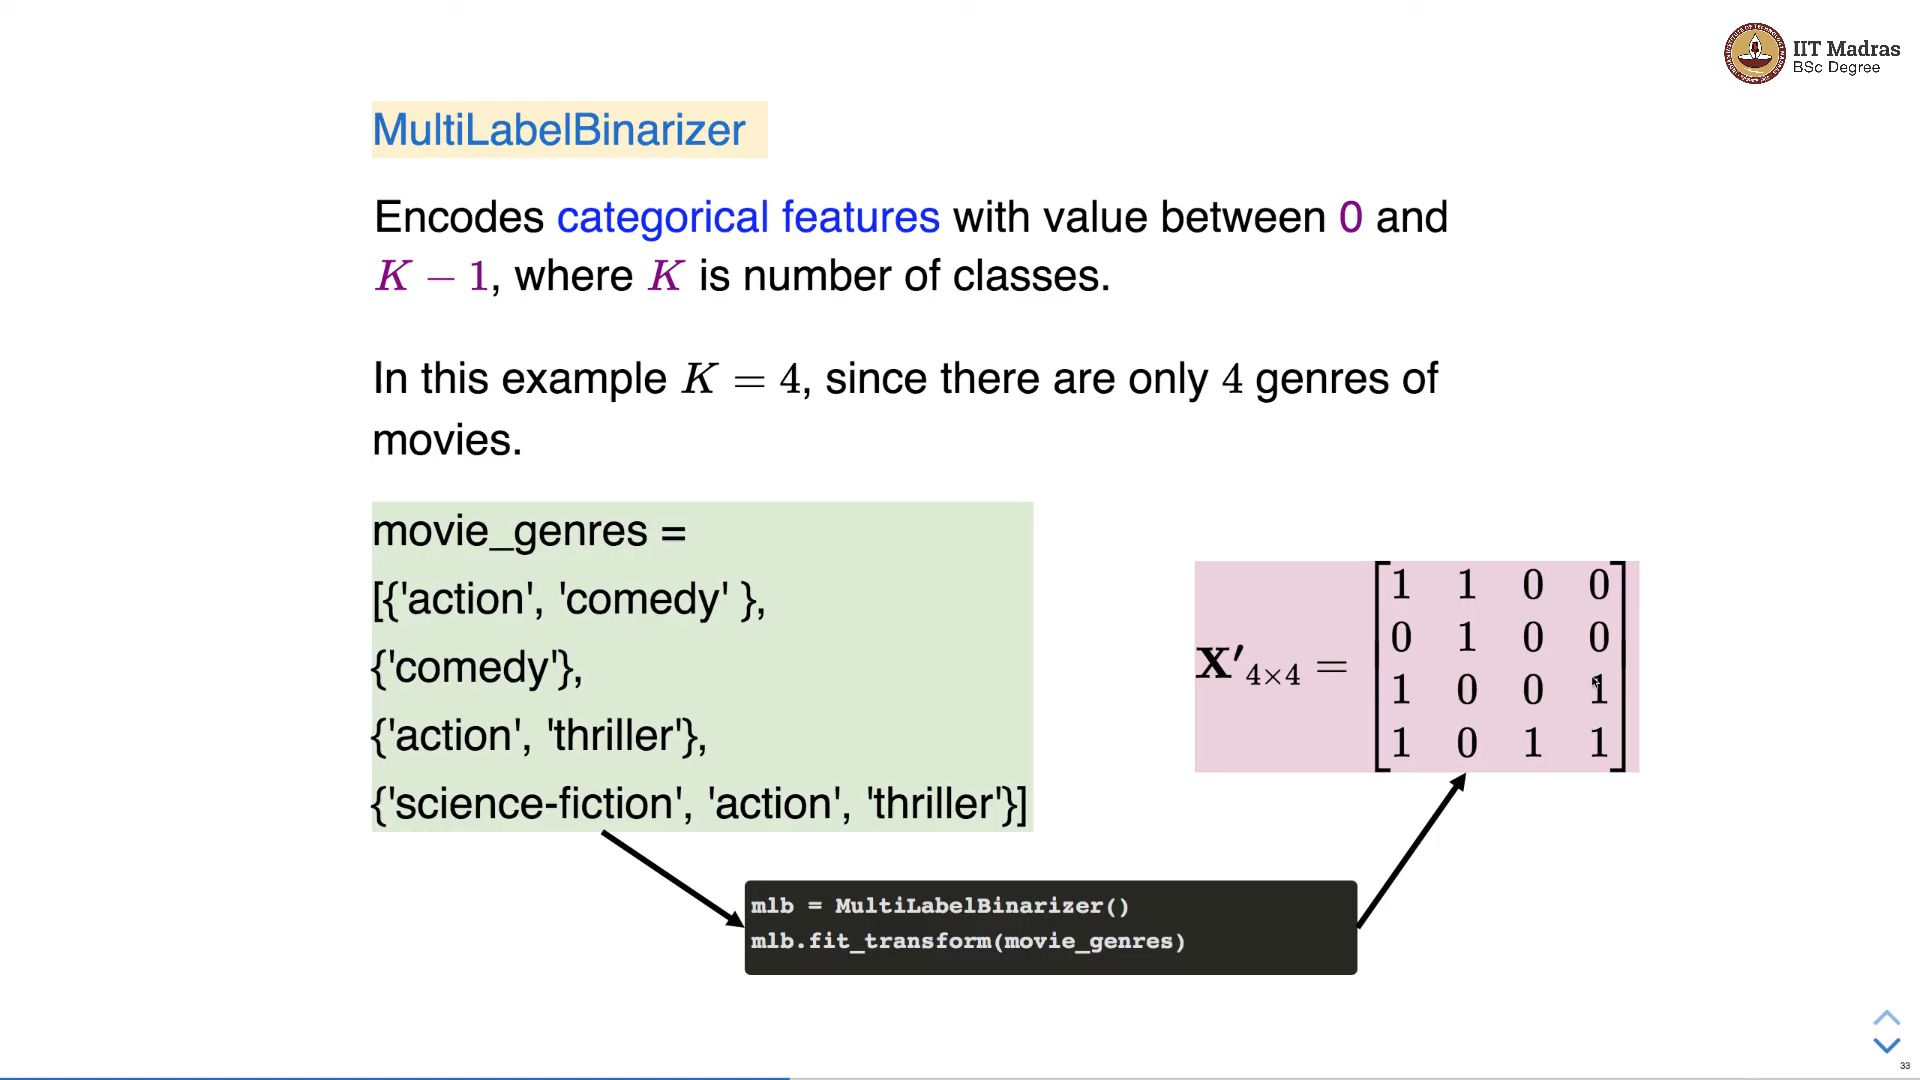 IIT Madras
BSc Degree
MultiLabelBinarizer
Encodes categorical features with value between 0 and
K − 1, where K is number of classes.
In this example K = 4, since there are only 4 genres of
movies.
movie_genres =
[{'action', 'comedy' },
{'comedy'},
{'action', 'thriller'},
{'science-fiction', 'action', 'thriller'}]
X′4×4 =
1 1 0 0
0 1 0 0
1 0 0 1
1 0 1 1
mlb = MultiLabelBinarizer()
mlb.fit_transform(movie_genres)
33